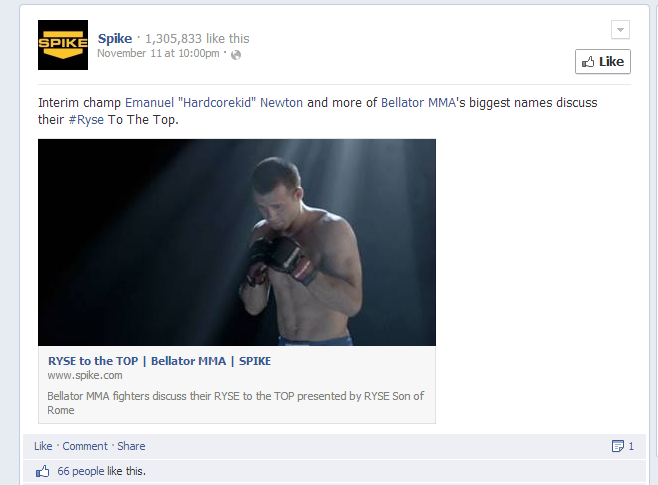 SPIKE
Spike · 1,305,833 like this
November 11 at 10:00pm ·
Like
Interim champ Emanuel "Hardcorekid" Newton and more of Bellator MMA's biggest names discuss
their #Ryse To The Top.
RYSE to the TOP | Bellator MMA | SPIKE
www.spike.com
Bellator MMA fighters discuss their RYSE to the TOP presented by RYSE Son of
Rome
Like · Comment · Share
1
66 people like this.